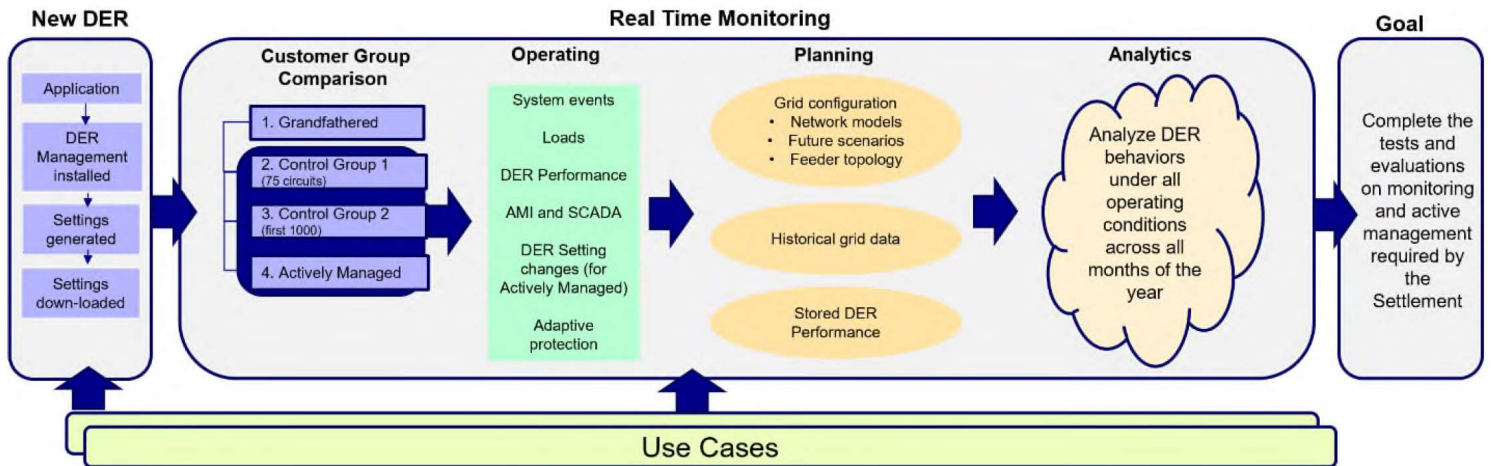 New DER
Application
DER
Management
installed
Settings
generated
Settings
down-loaded
Real Time Monitoring
Customer Group
Comparison
1. Grandfathered
2. Control Group 1
(75 circuits)
3. Control Group 2
(first 1000)
4. Actively Managed
Operating
System events
Loads
DER Performance
AMI and SCADA
DER Setting
changes (for
Actively Managed)
Adaptive
protection
Planning
Grid configuration
• Network models
• Future scenarios
• Feeder topology
Historical grid data
Stored DER
Performance
Analytics
Analyze DER
behaviors
under all
operating
conditions
across all
months of the
year
Goal
Complete the
tests and
evaluations
on monitoring
and active
management
required by
the
Settlement
Use Cases